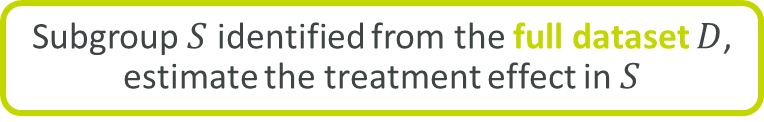 Subgroup S identified from the full dataset D,
estimate the treatment effect in S